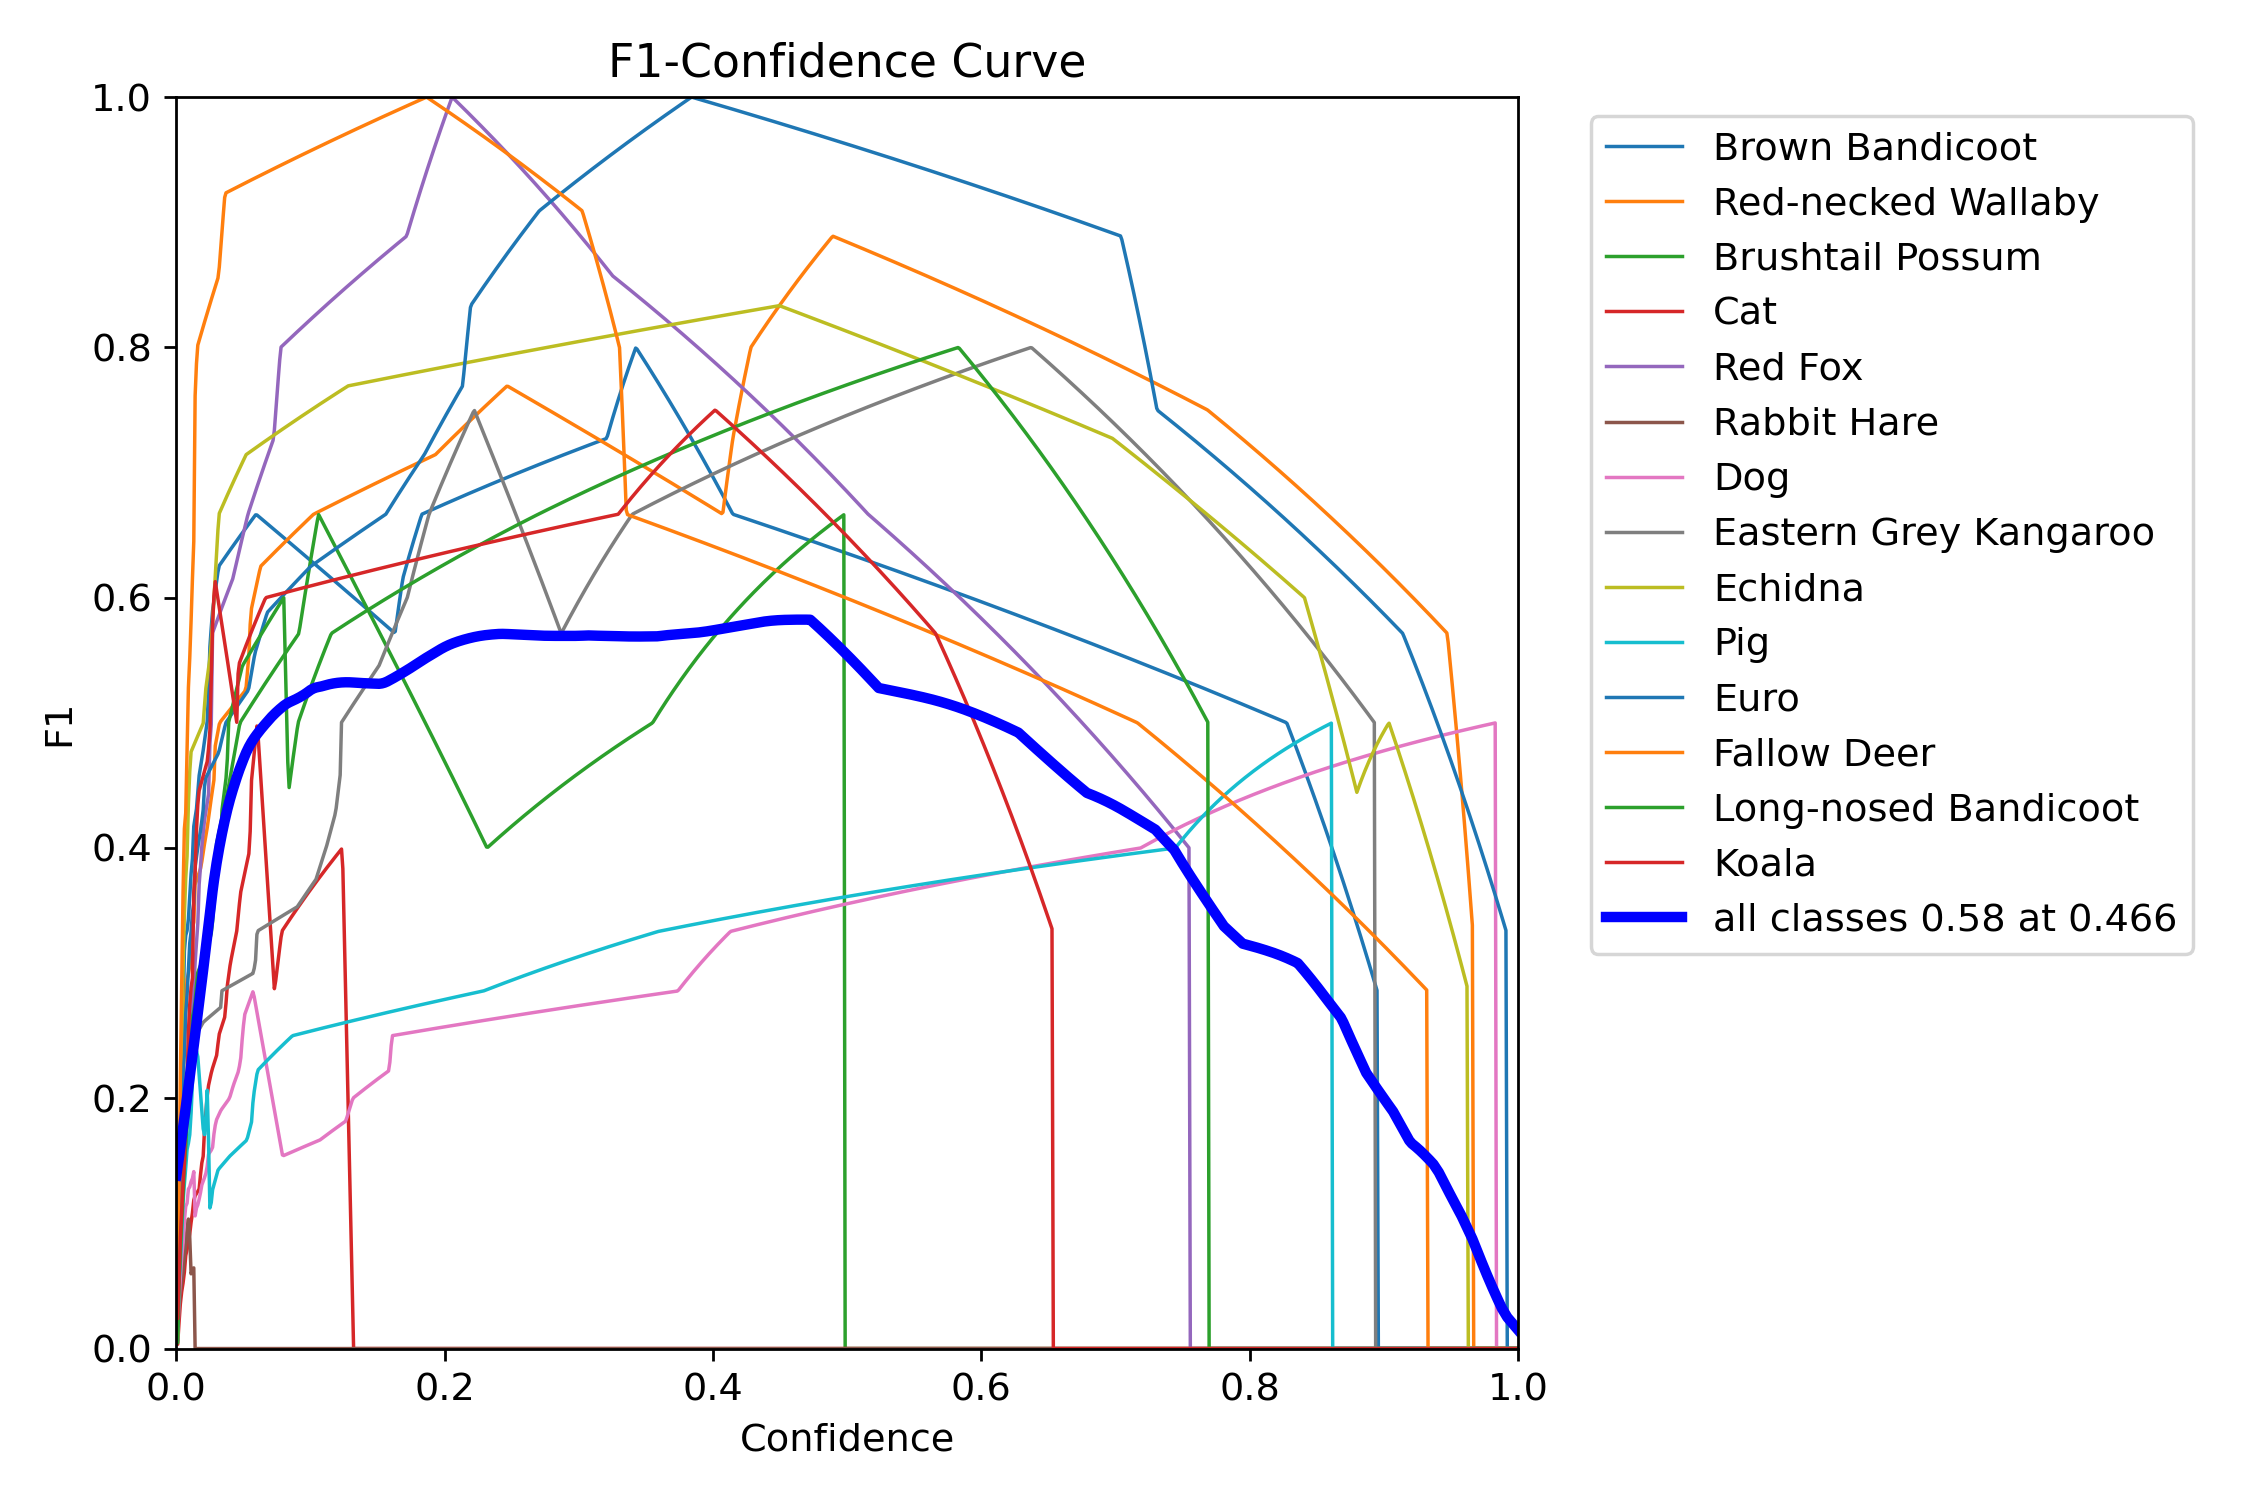 F1-Confidence Curve
1.0
0.8
0.6
0.4
0.2
0.0
F1
0.0 0.2 0.4 0.6 0.8 1.0
Confidence
Brown Bandicoot
Red-necked Wallaby
Brushtail Possum
Cat
Red Fox
Rabbit Hare
Dog
Eastern Grey Kangaroo
Echidna
Pig
Euro
Fallow Deer
Long-nosed Bandicoot
Koala
all classes 0.58 at 0.466